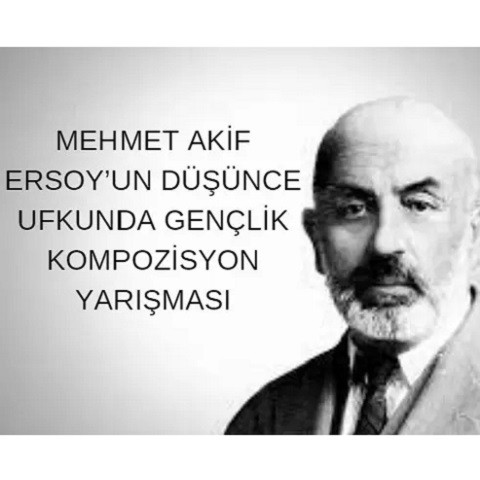 MEHMET AKİF
ERSOY’UN DÜŞÜNCE
UFKUNDA GENÇLİK
KOMPOZİSYON
YARIŞMASI